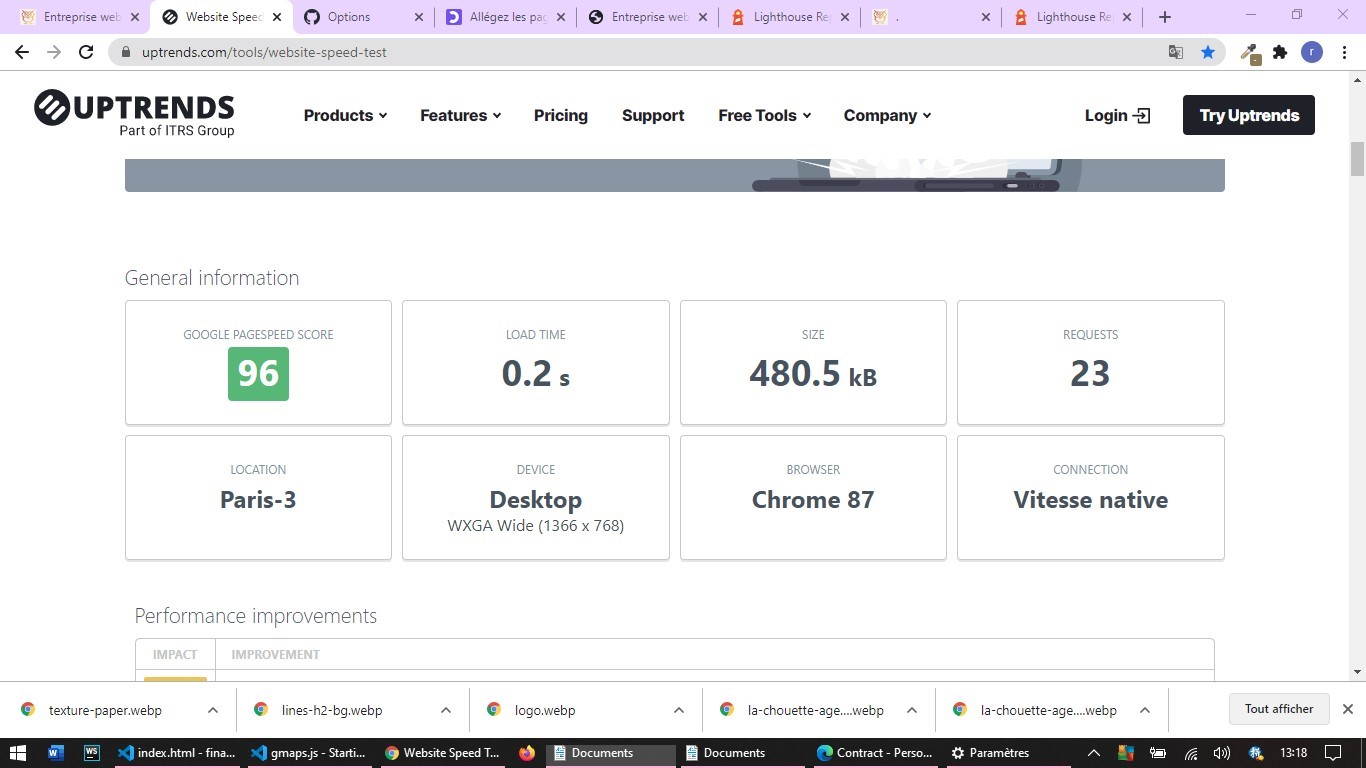 Entreprise web
Website Speed
Options
Allégez les pag
Entreprise web
Lighthouse Re
.
Lighthouse Re
uptrends.com/tools/website-speed-test
r
UPTRENDS
Part of ITRS Group
Products
Features
Pricing
Support
Free Tools
Company
Login
Try Uptrends
General information
GOOGLE PAGESPEED SCORE
96
LOAD TIME
0.2 s
SIZE
480.5 kB
REQUESTS
23
LOCATION
Paris-3
DEVICE
Desktop
WXGA Wide (1366 x 768)
BROWSER
Chrome 87
CONNECTION
Vitesse native
Performance improvements
IMPACT
IMPROVEMENT
texture-paper.webp
lines-h2-bg.webp
logo.webp
la-chouette-age....webp
la-chouette-age....webp
Tout afficher
WS
index.html - fina...
gmaps.js - Starti...
Website Speed T...
Documents
Documents
Contract - Perso...
Paramètres
13:18